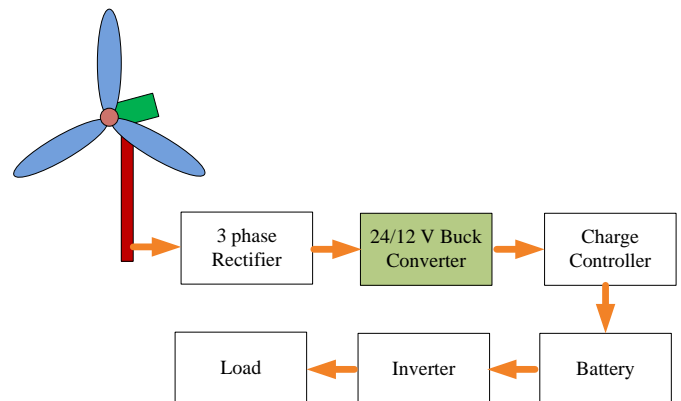 3 phase
Rectifier
24/12 V Buck
Converter
Charge
Controller
Load
Inverter
Battery